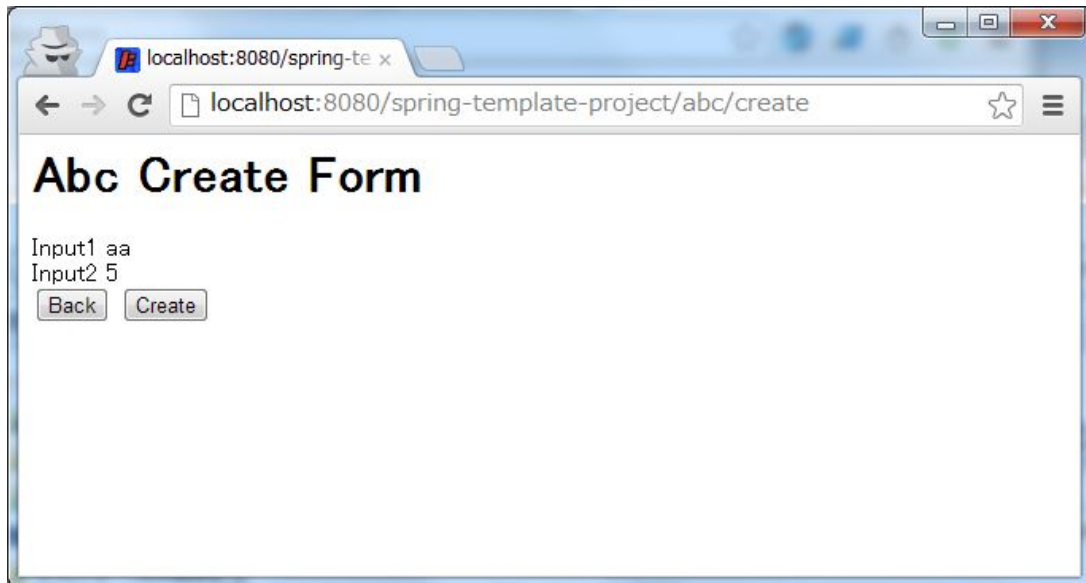 localhost:8080/spring-te
localhost:8080/spring-template-project/abc/create
Abc Create Form
Input1 aa
Input2 5
Back Create